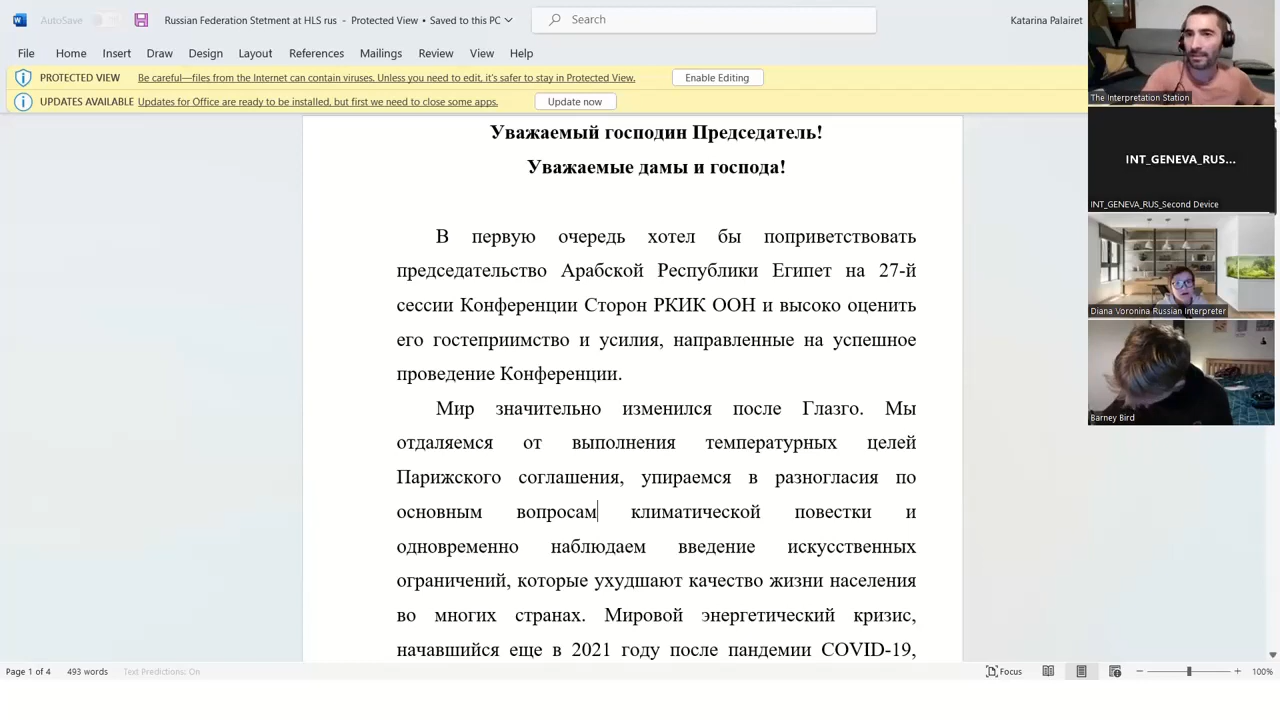 AutoSave
Russian Federation Stetment at HLS rus - Protected View • Saved to this PC
Search
Katarina Palairet
File Home Insert Draw Design Layout References Mailings Review View Help
PROTECTED VIEW Be careful—files from the Internet can contain viruses. Unless you need to edit, it's safer to stay in Protected View. Enable Editing
UPDATES AVAILABLE Updates for Office are ready to be installed, but first we need to close some apps. Update now
Уважаемый господин Председатель!
Уважаемые дамы и господа!
В первую очередь хотел бы поприветствовать
председательство Арабской Республики Египет на 27-й
сессии Конференции Сторон РКИК ООН и высоко оценить
его гостеприимство и усилия, направленные на успешное
проведение Конференции.
Мир значительно изменился после Глазго. Мы
отдаляемся от выполнения температурных целей
Парижского соглашения, упираемся в разногласия по
основным вопросам климатической повестки и
одновременно наблюдаем введение искусственных
ограничений, которые ухудшают качество жизни населения
во многих странах. Мировой энергетический кризис,
начавшийся еще в 2021 году после пандемии COVID-19,
Page 1 of 4 493 words Text Predictions: On Focus 100%
The Interpretation Station
INT_GENEVA_RUS...
INT_GENEVA_RUS_Second Device
Diana Voronina Russian Interpreter
Barney Bird